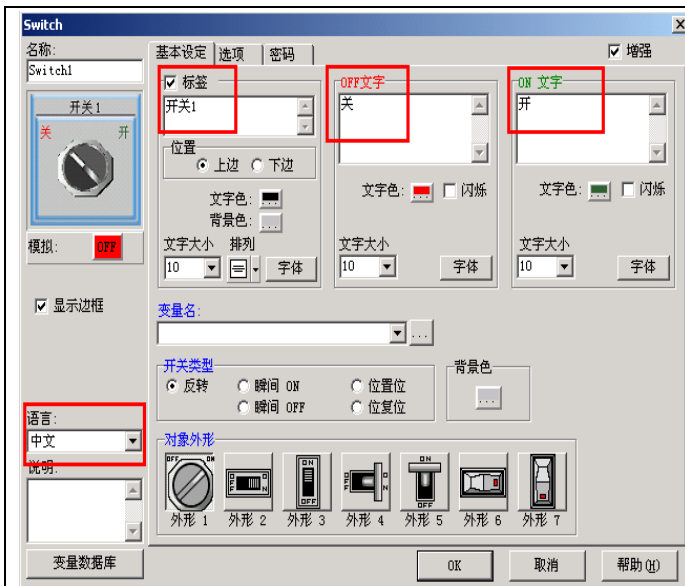 Switch
名称:
Switch1
开关1
关 开
模拟: OFF
显示边框
语言:
中文
说明:
变量数据库
基本设定 选项 密码
增强
标签
开关1
位置
上边 下边
文字色:
背景色: ...
文字大小 排列
10 字体
OFF文字
关
文字色: 闪烁
文字大小
10 字体
ON 文字
开
文字色: 闪烁
文字大小
10 字体
变量名:
...
开关类型
反转 瞬间 ON 位置位
瞬间 OFF 位复位
背景色
...
对象外形
外形 1 外形 2 外形 3 外形 4 外形 5 外形 6 外形 7
OK 取消 帮助(H)